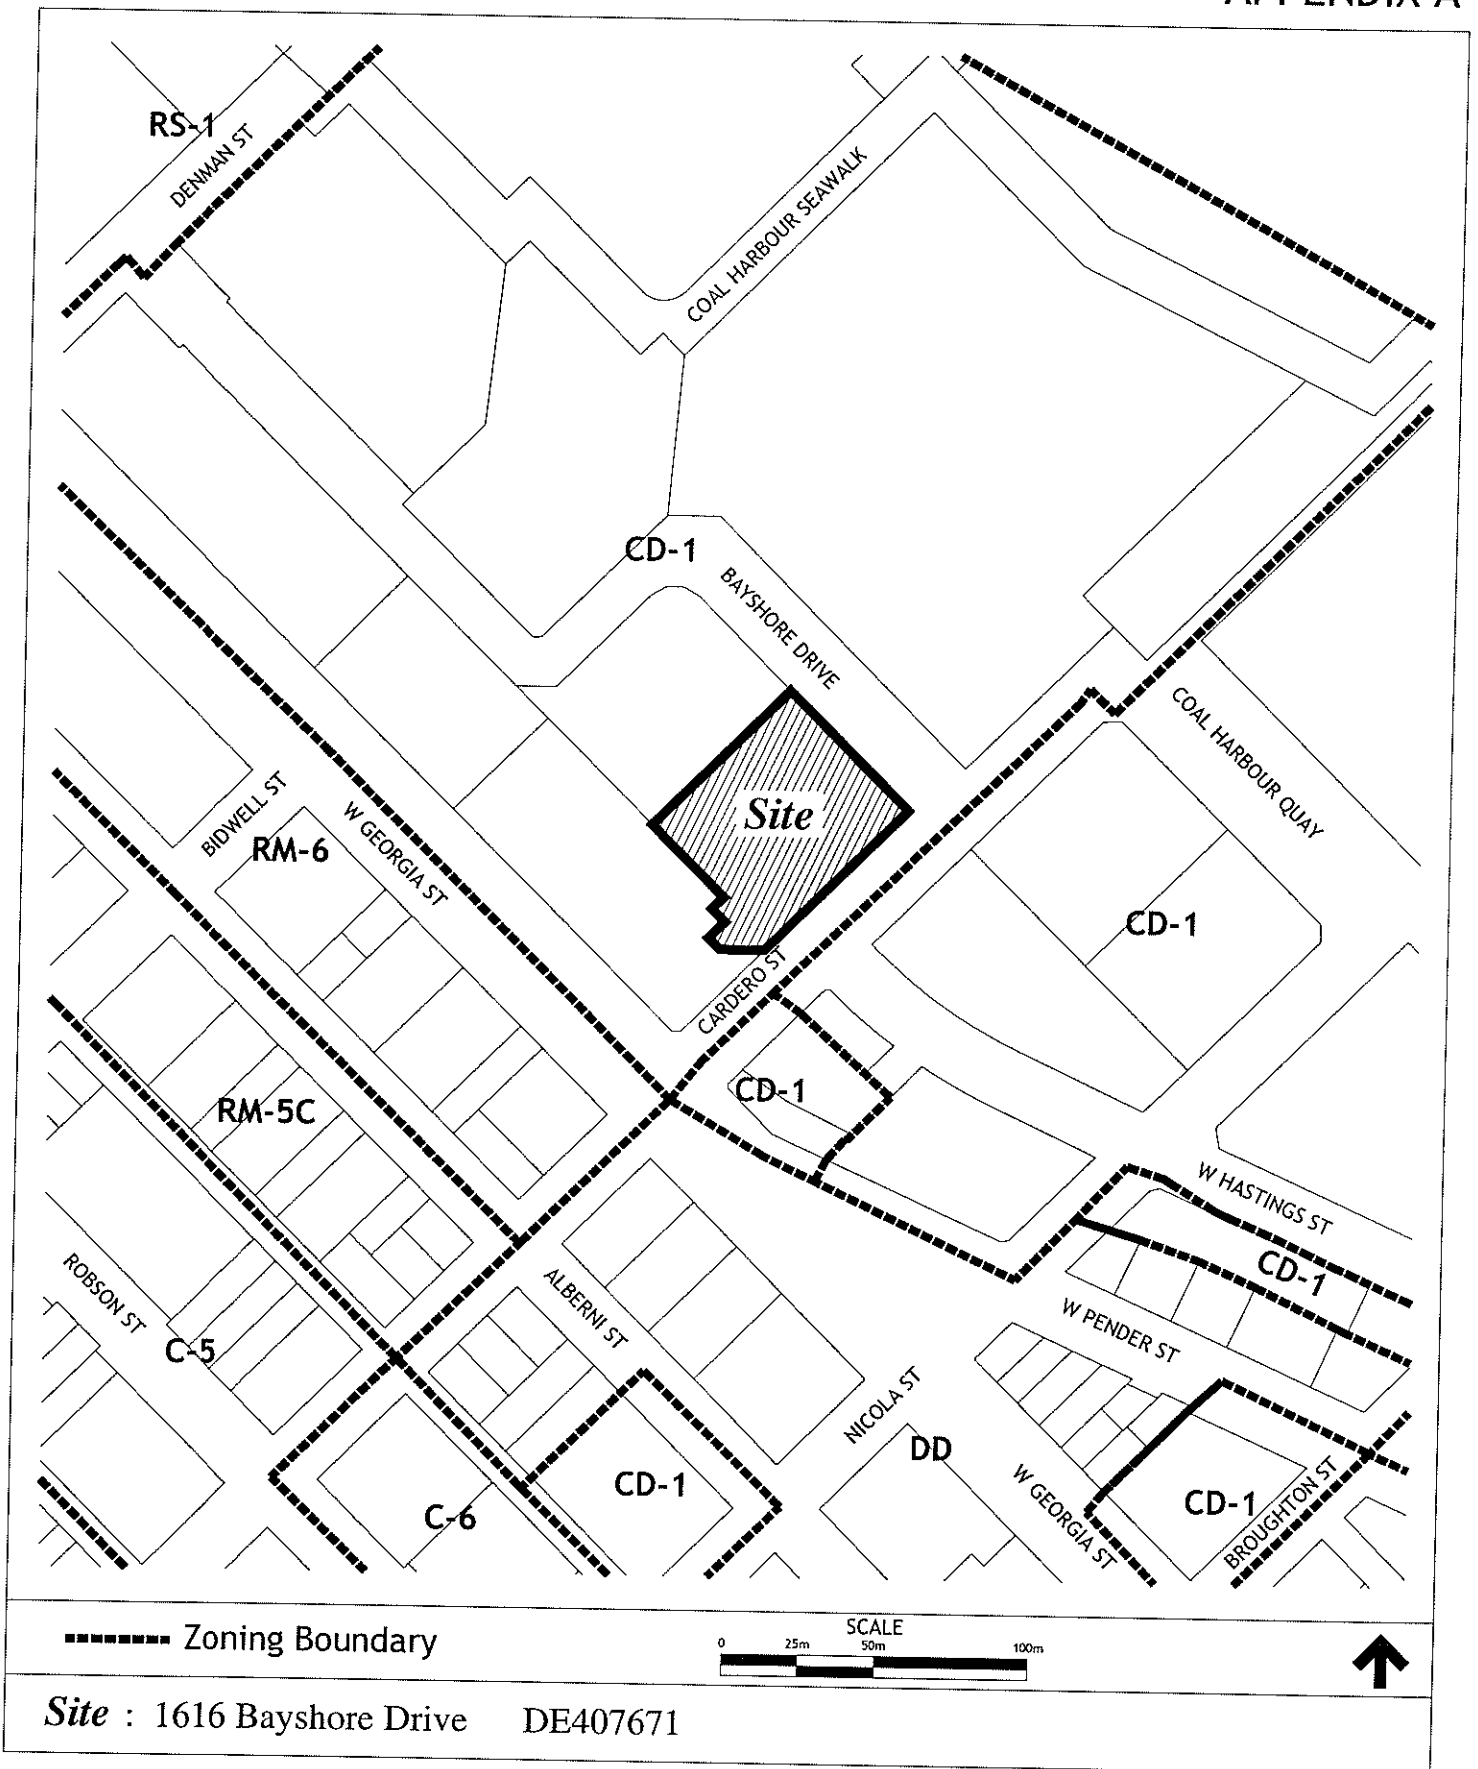 APPENDIX A
RS-1
DENMAN ST
COAL HARBOUR SEAWALK
CD-1
BAYSHORE DRIVE
COAL HARBOUR QUAY
Site
BIDWELL ST
W GEORGIA ST
RM-6
CD-1
CARDERO ST
CD-1
RM-5C
W HASTINGS ST
CD-1
ROBSON ST
ALBERNI ST
W PENDER ST
C-5
NICOLA ST
DD
CD-1
W GEORGIA ST
CD-1
BROUGHTON ST
C-6
Zoning Boundary
SCALE
0 25m 50m 100m
Site : 1616 Bayshore Drive DE407671